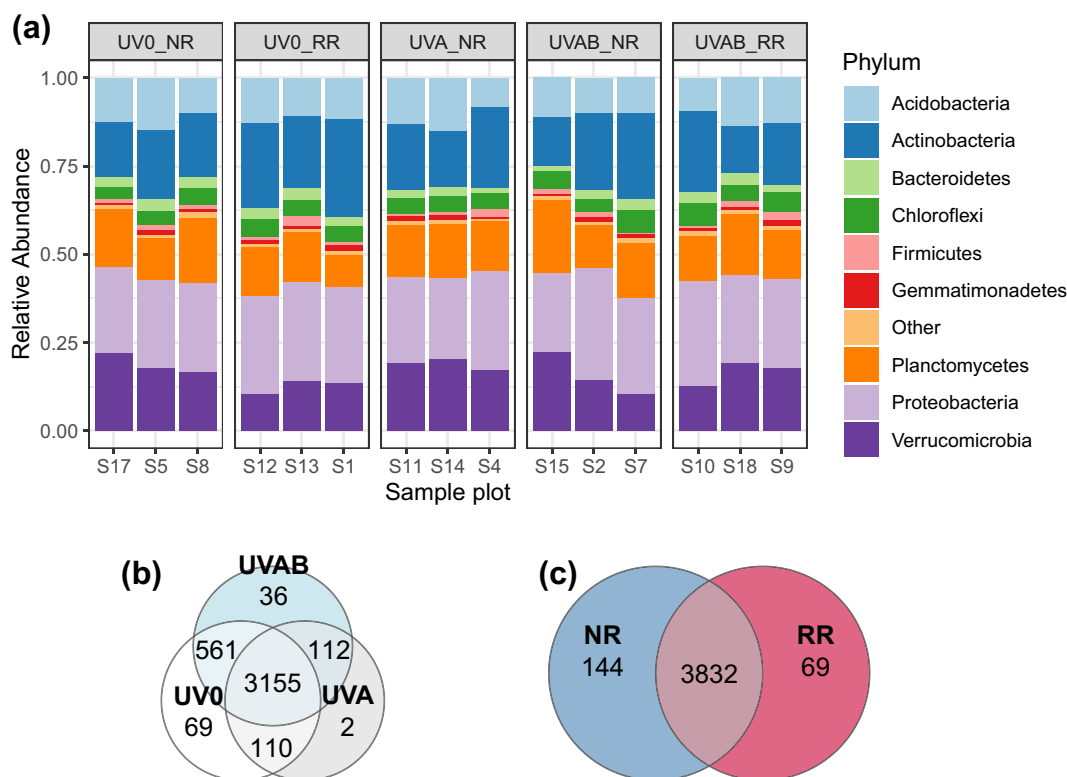 (a)
UV0_NR UV0_RR UVA_NR UVAB_NR UVAB_RR
Relative Abundance
1.00
0.75
0.50
0.25
0.00
S17 S5 S8 S12 S13 S1 S11 S14 S4 S15 S2 S7 S10 S18 S9
Sample plot
Phylum
Acidobacteria
Actinobacteria
Bacteroidetes
Chloroflexi
Firmicutes
Gemmatimonadetes
Other
Planctomycetes
Proteobacteria
Verrucomicrobia
(b)
UVAB
36
561 112
3155
UV0 UVA
69 2
110
(c)
NR RR
144 3832 69